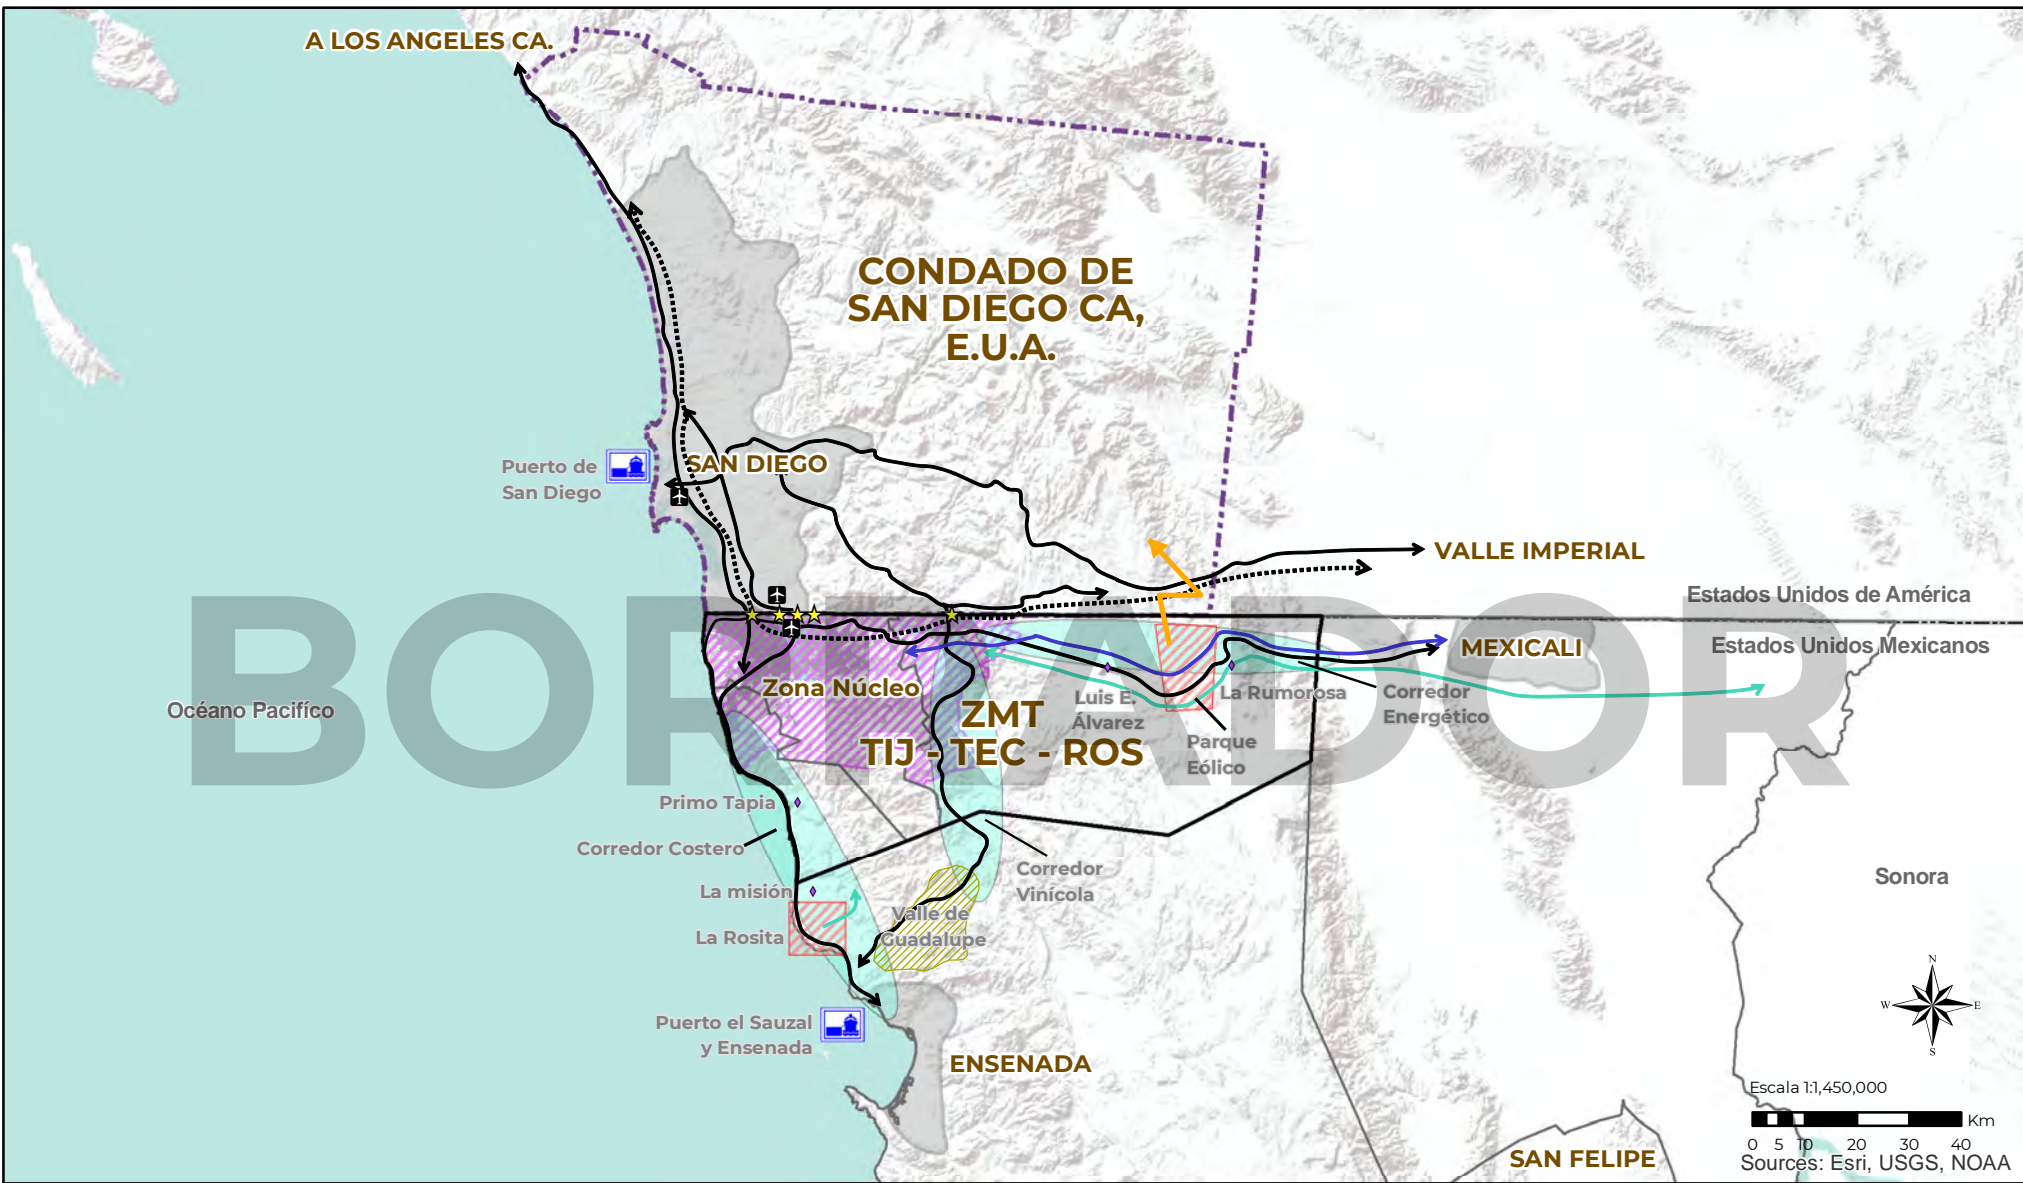 A LOS ANGELES CA.
CONDADO DE
SAN DIEGO CA,
E.U.A.
Puerto de
San Diego
SAN DIEGO
VALLE IMPERIAL
Estados Unidos de América
Estados Unidos Mexicanos
MEXICALI
BORRADOR
Océano Pacifíco
Zona Núcleo
ZMT
TIJ - TEC - ROS
Luis E.
Álvarez
La Rumorosa
Corredor
Energético
Parque
Eólico
Primo Tapia
Corredor Costero
La misión
La Rosita
Corredor
Vinícola
Valle de
Guadalupe
Sonora
Puerto el Sauzal
y Ensenada
ENSENADA
SAN FELIPE
N
W
E
S
Escala 1:1,450,000
Km
0 5 10 20 30 40
Sources: Esri, USGS, NOAA